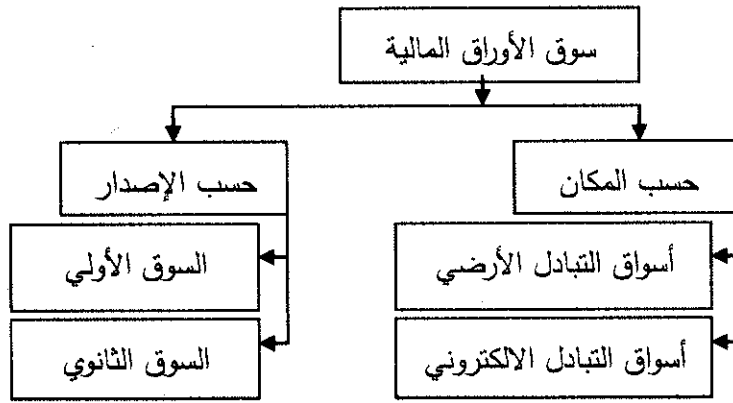 سوق الأوراق المالية
حسب المكان
حسب الإصدار
أسواق التبادل الأرضي
السوق الأولي
أسواق التبادل الالكتروني
السوق الثانوي